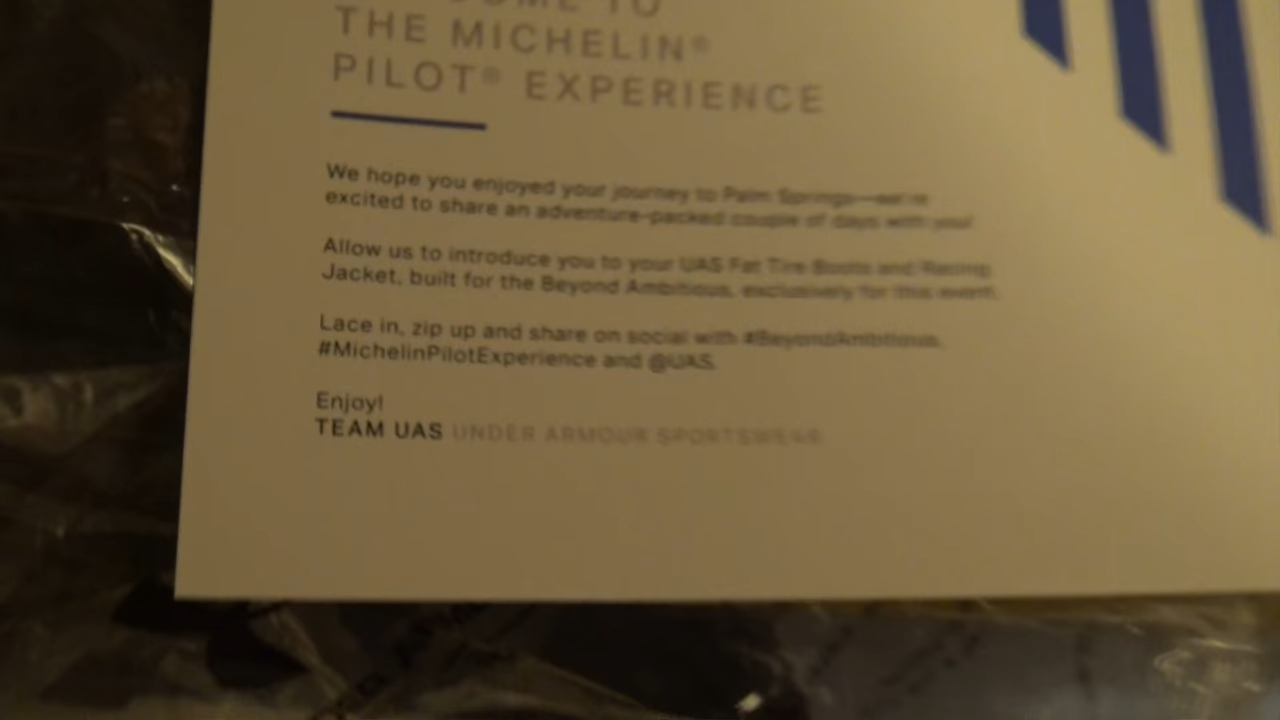 OME TO
THE MICHELIN®
PILOT® EXPERIENCE
We hope you enjoyed your journey to Palm Springs—we're
excited to share an adventure-packed couple of days with you!
Allow us to introduce you to your UAS Fat Tire Boots and Racing
Jacket, built for the Beyond Ambitious, exclusively for this event.
Lace in, zip up and share on social with #BeyondAmbitious,
#MichelinPilotExperience and @UAS.
Enjoy!
TEAM UAS UNDER ARMOUR SPORTSWEAR